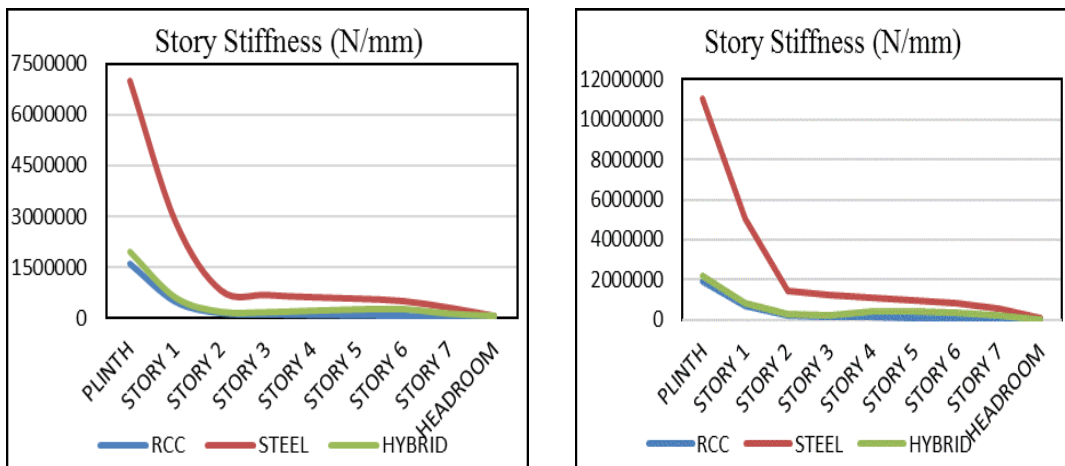 Story Stiffness (N/mm)
7500000
6000000
4500000
3000000
1500000
0
PLINTH
STORY 1
STORY 2
STORY 3
STORY 4
STORY 5
STORY 6
STORY 7
HEADROOM
RCC STEEL HYBRID
Story Stiffness (N/mm)
12000000
10000000
8000000
6000000
4000000
2000000
0
PLINTH
STORY 1
STORY 2
STORY 3
STORY 4
STORY 5
STORY 6
STORY 7
HEADROOM
RCC STEEL HYBRID